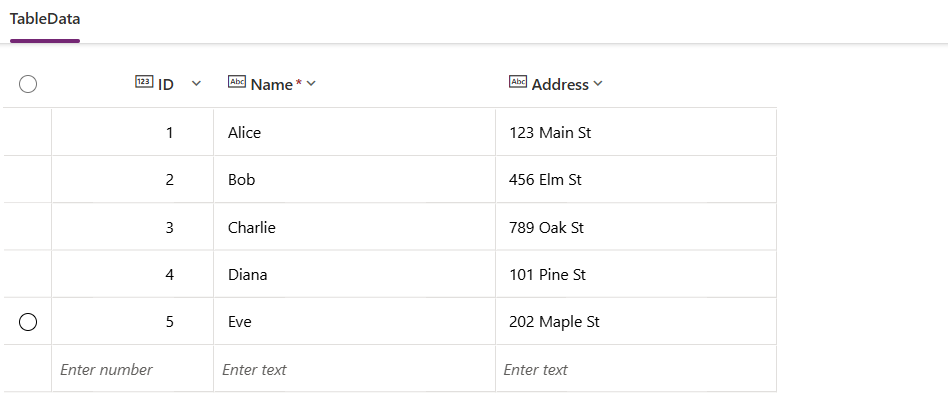 TableData
123 ID Abc Name* Abc Address
1 Alice 123 Main St
2 Bob 456 Elm St
3 Charlie 789 Oak St
4 Diana 101 Pine St
5 Eve 202 Maple St
Enter number Enter text Enter text